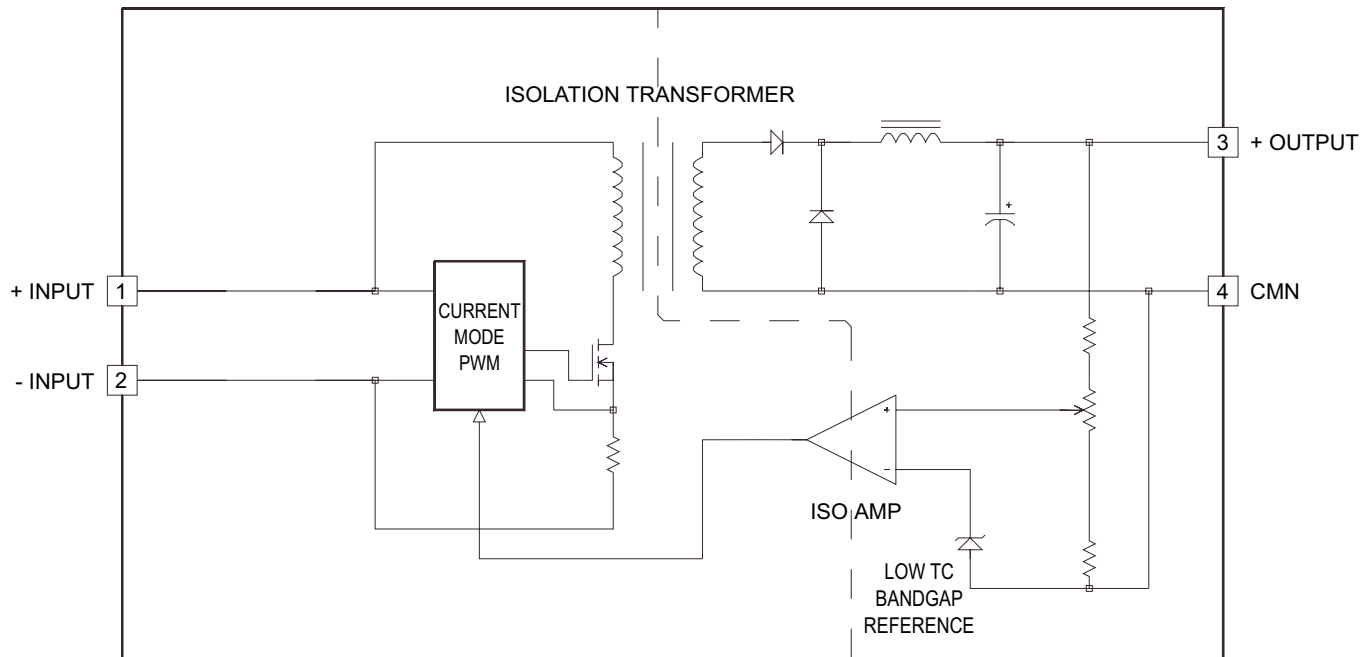 ISOLATION TRANSFORMER
3 + OUTPUT
+
+ INPUT 1
4 CMN
CURRENT
MODE
PWM
- INPUT 2
+
-
ISO AMP
LOW TC
BANDGAP
REFERENCE